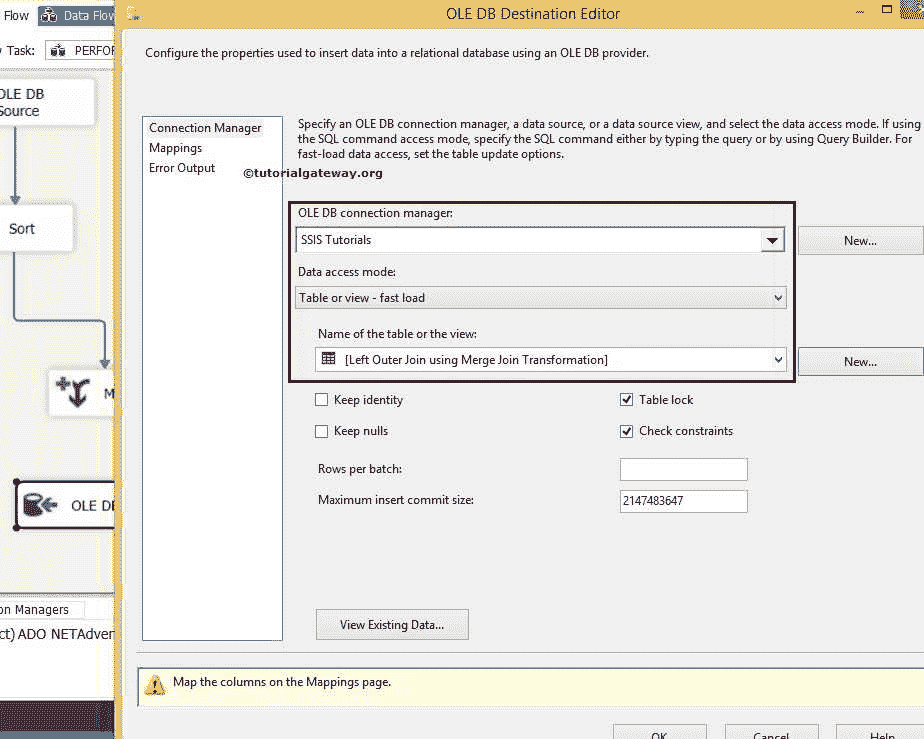 Flow
Data Flow
OLE DB Destination Editor
Task:
Configure the properties used to insert data into a relational database using an OLE DB provider.
OLE DB
Source
Sort
OLE
Connection Manager
Mappings
Error Output
©tutorialgateway.org
Specify an OLE DB connection manager, a data source, or a data source view, and select the data access mode. If using
the SQL command access mode, specify the SQL command either by typing the query or by using Query Builder. For
fast-load data access, set the table update options.
OLE DB connection manager:
SSIS Tutorials
New...
Data access mode:
Table or view - fast load
Name of the table or the view:
[Left Outer Join using Merge Join Transformation]
New...
Keep identity
Table lock
Keep nulls
Check constraints
Rows per batch:
Maximum insert commit size:
2147483647
View Existing Data...
Managers
ADO
Map the columns on the Mappings page.
OK
Cancel
Help